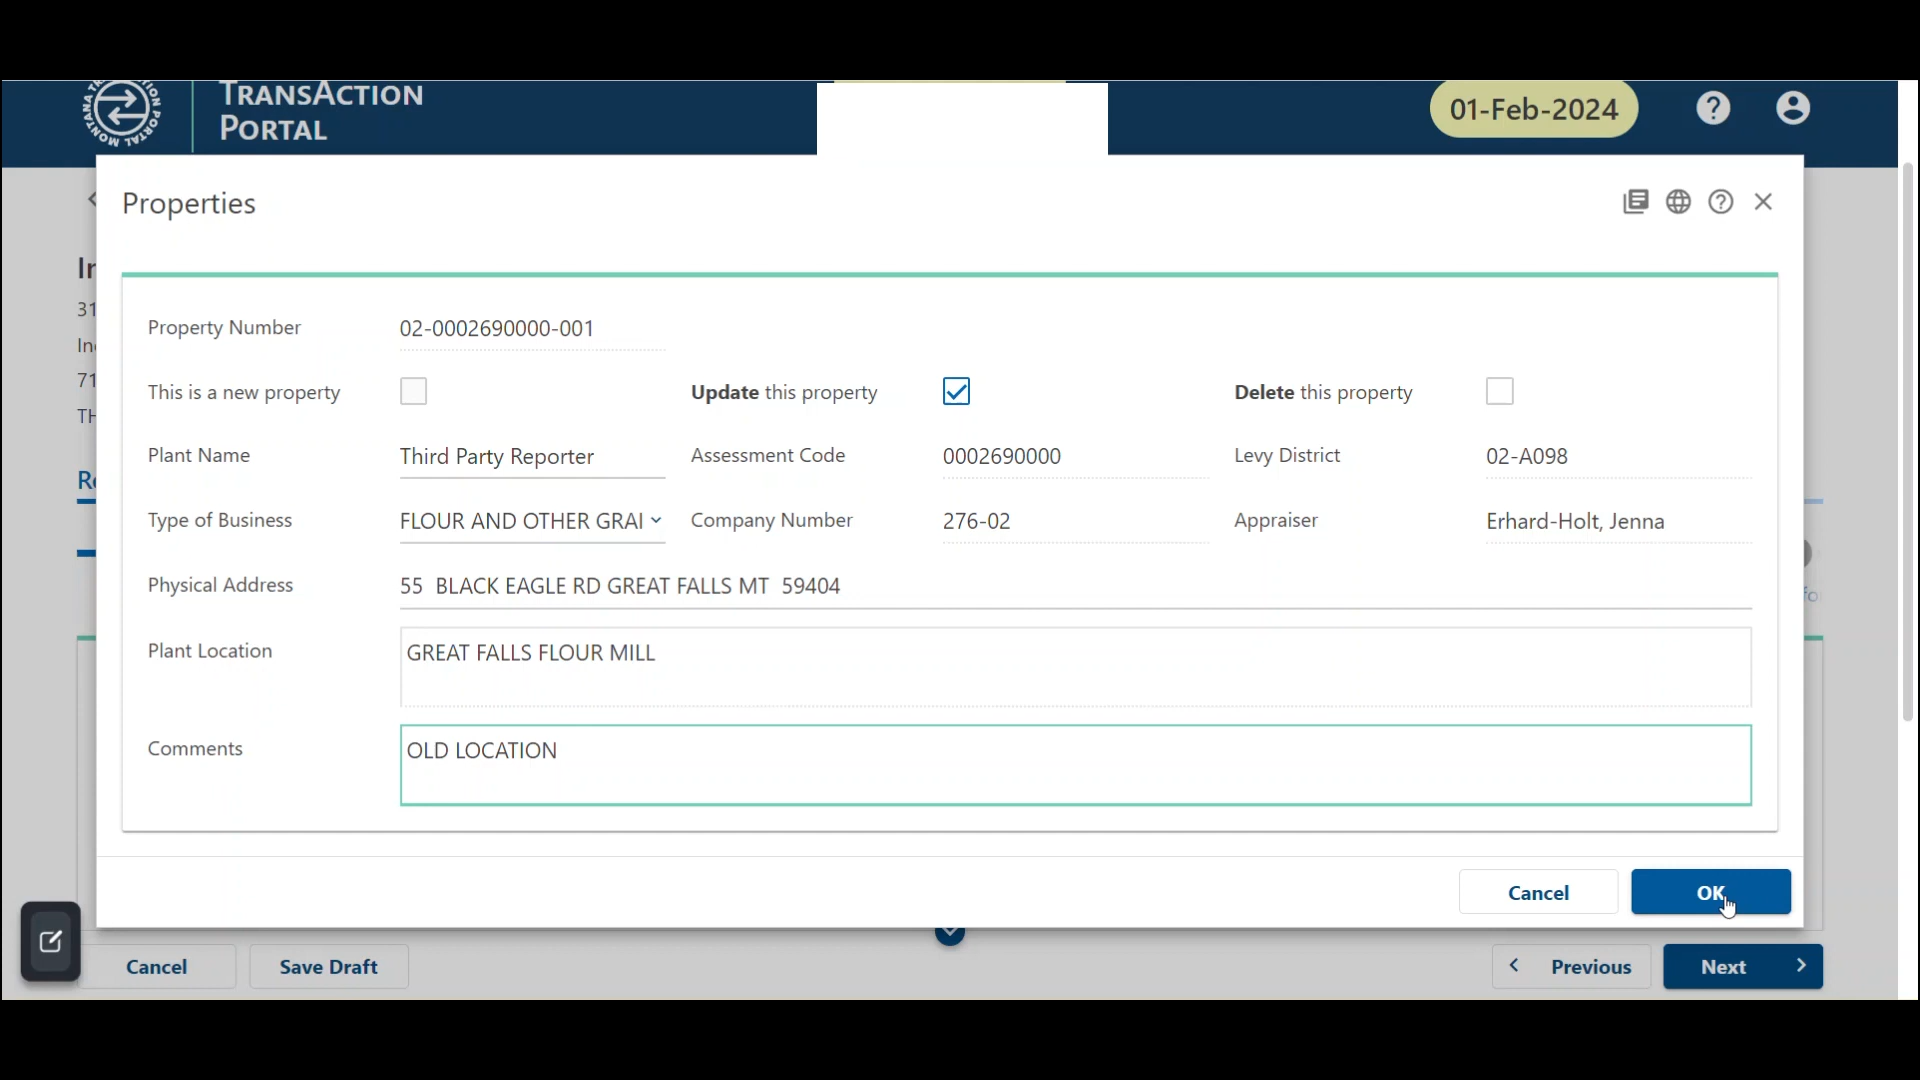 TRANSACTION
PORTAL
MONTANA TRANSACTION PORTAL
01-Feb-2024
Properties
Property Number 02-0002690000-001
This is a new property Update this property Delete this property
Plant Name Third Party Reporter Assessment Code 0002690000 Levy District 02-A098
Type of Business FLOUR AND OTHER GRAI Company Number 276-02 Appraiser Erhard-Holt, Jenna
Physical Address 55 BLACK EAGLE RD GREAT FALLS MT 59404
Plant Location GREAT FALLS FLOUR MILL
Comments OLD LOCATION
Cancel OK
Cancel Save Draft Previous Next